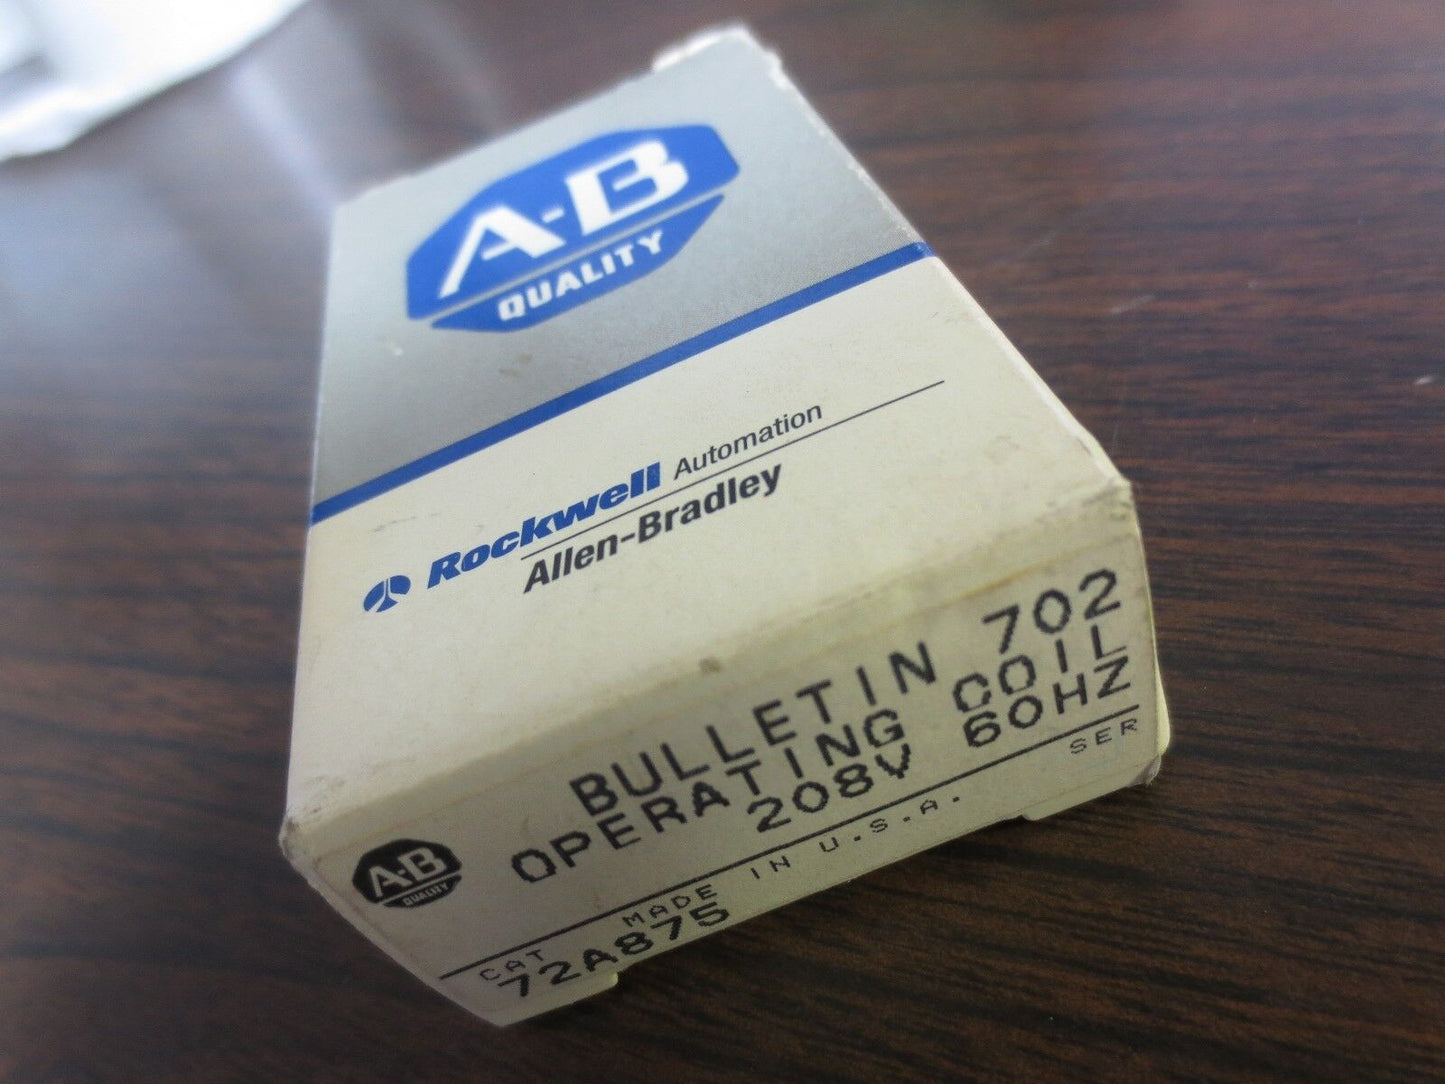 A-B
QUALITY
Rockwell Automation
Allen-Bradley
BULLETIN 702
OPERATING COIL
208V 60HZ
A-B
QUALITY
CAT MADE IN U.S.A. SER
72A875